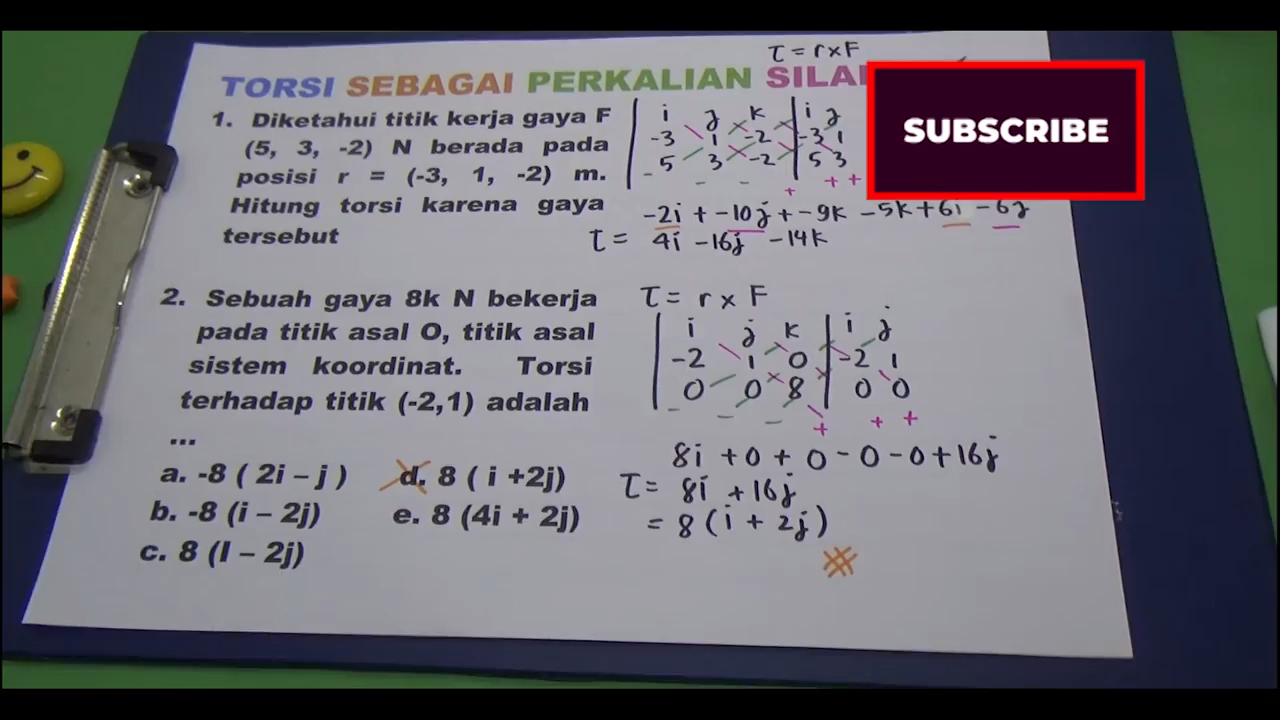 τ = r x F
TORSI SEBAGAI PERKALIAN
SUBSCRIBE
1. Diketahui titik kerja gaya F
(5, 3, -2) N berada pada
posisi r = (-3, 1, -2) m.
Hitung torsi karena gaya
tersebut
i j k i j
-3 1 -2 -3 1
5 3 -2 5 3
- - - + + +
-2i + -10j + -9k - 5k + 6i - 6j
τ = 4i - 16j - 14k
2. Sebuah gaya 8k N bekerja
pada titik asal O, titik asal
sistem koordinat. Torsi
terhadap titik (-2,1) adalah
...
a. -8 ( 2i – j )
b. -8 (i – 2j)
c. 8 (I – 2j)
d. 8 ( i +2j)
e. 8 (4i + 2j)
τ = r x F
i j k i j
-2 1 0 -2 1
0 0 8 0 0
- - - + + +
8i + 0 + 0 - 0 - 0 + 16j
τ = 8i + 16j
= 8 (i + 2j)